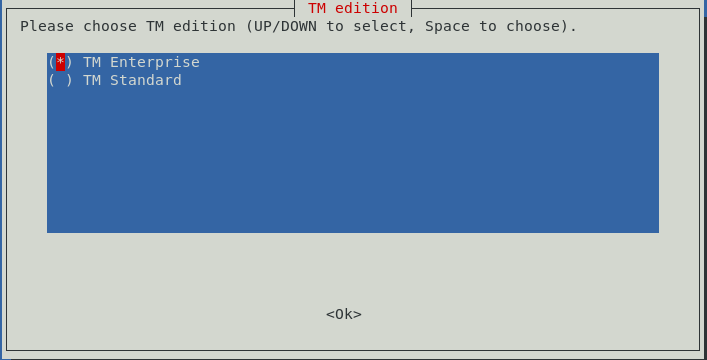 TM edition
Please choose TM edition (UP/DOWN to select, Space to choose).
(*) TM Enterprise
( ) TM Standard
<Ok>